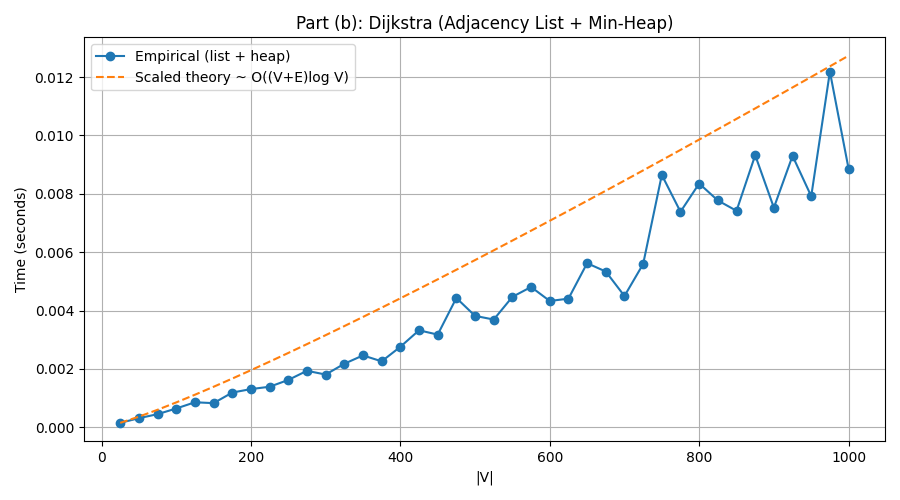 Part (b): Dijkstra (Adjacency List + Min-Heap)
Empirical (list + heap)
Scaled theory ~ O((V+E)log V)
0.012
0.010
0.008
0.006
0.004
0.002
0.000
Time (seconds)
0 200 400 600 800 1000
|V|